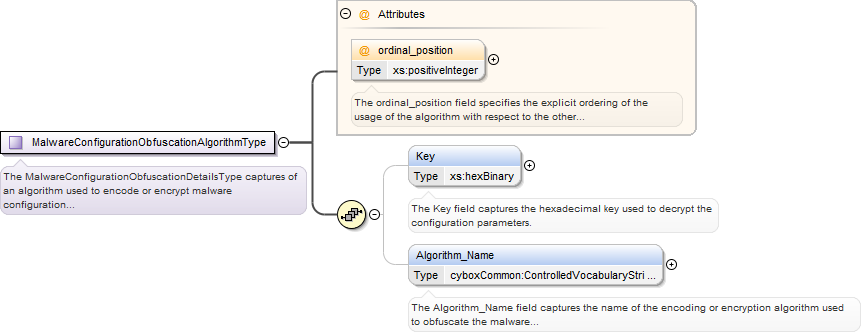 @ Attributes
@ ordinal_position
Type xs:positiveInteger
The ordinal_position field specifies the explicit ordering of the
usage of the algorithm with respect to the other...
MalwareConfigurationObfuscationAlgorithmType
The MalwareConfigurationObfuscationDetailsType captures of
an algorithm used to encode or encrypt malware
configuration...
Key
Type xs:hexBinary
The Key field captures the hexadecimal key used to decrypt the
configuration parameters.
Algorithm_Name
Type cyboxCommon:ControlledVocabularyStri ...
The Algorithm_Name field captures the name of the encoding or encryption algorithm used
to obfuscate the malware...